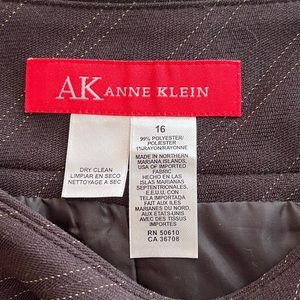 AK ANNE KLEIN
DRY CLEAN
LIMPIAR EN SECO
NETTOYAGE A SEC
16
99% POLYESTER/
POLYESTER
1%RAYON/RAYONNE
MADE IN NORTHERN
MARIANA ISLANDS,
USA OF IMPORTED
FABRIC
HECHO EN LAS
ISLAS MARIANAS
SEPTENTRIONALES,
E.E.U.U, CON
TELA IMPORTADA
FAIT AUX ILES
MARIANES DU NORD,
AUX ETATS-UNIS
AVEC DES TISSUS
IMPORTES
RN 50610
CA 36708